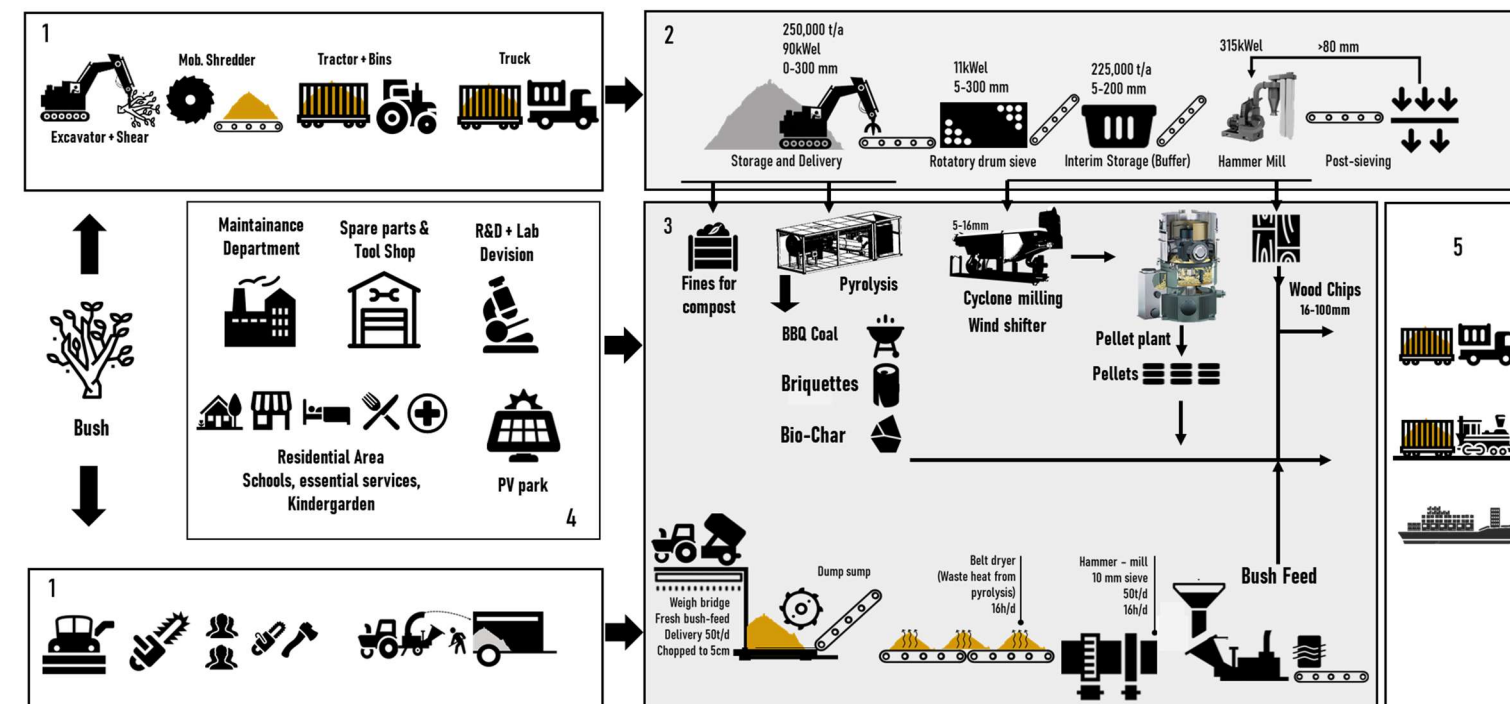 1
Mob. Shredder
Tractor + Bins
Truck
Excavator + Shear
2
250,000 t/a
90kWel
0-300 mm
11kWel
5-300 mm
225,000 t/a
5-200 mm
315kWel
>80 mm
Storage and Delivery
Rotatory drum sieve
Interim Storage (Buffer)
Hammer Mill
Post-sieving
Bush
Maintainance
Department
Spare parts &
Tool Shop
R&D + Lab
Devision
Residential Area
Schools, essential services,
Kindergarden
PV park
4
3
Fines for
compost
Pyrolysis
BBQ Coal
Briquettes
Bio-Char
5-16mm
Cyclone milling
Wind shifter
Pellet plant
Pellets
Wood Chips
16-100mm
5
1
Weigh bridge
Fresh bush-feed
Delivery 50t/d
Chopped to 5cm
Dump sump
Belt dryer
(Waste heat from
pyrolysis)
16h/d
Hammer - mill
10 mm sieve
50t/d
16h/d
Bush Feed